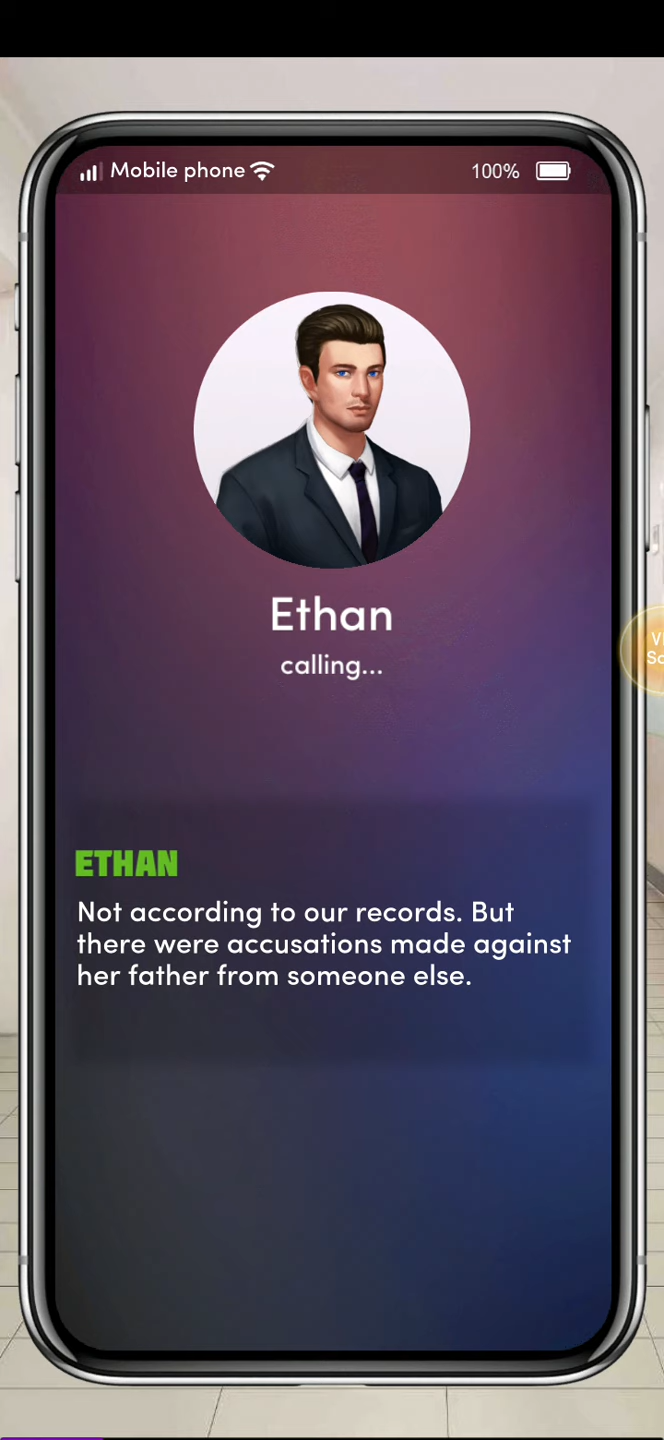 Mobile phone
100%
Ethan
calling...
ETHAN
Not according to our records. But
there were accusations made against
her father from someone else.